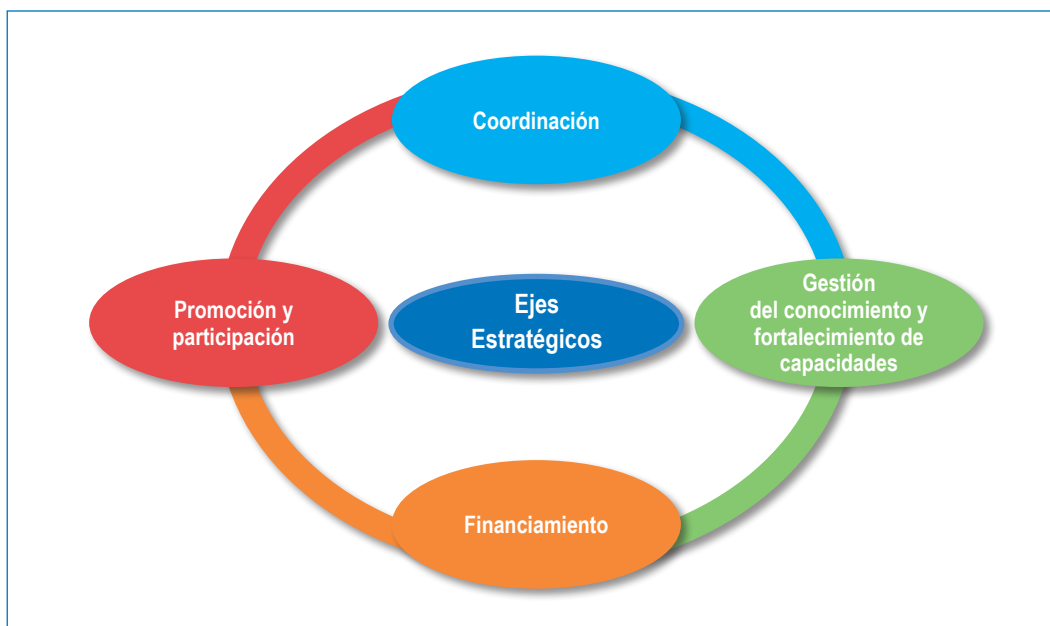 Coordinación
Promoción y
participación
Ejes
Estratégicos
Gestión
del conocimiento y
fortalecimiento de
capacidades
Financiamiento